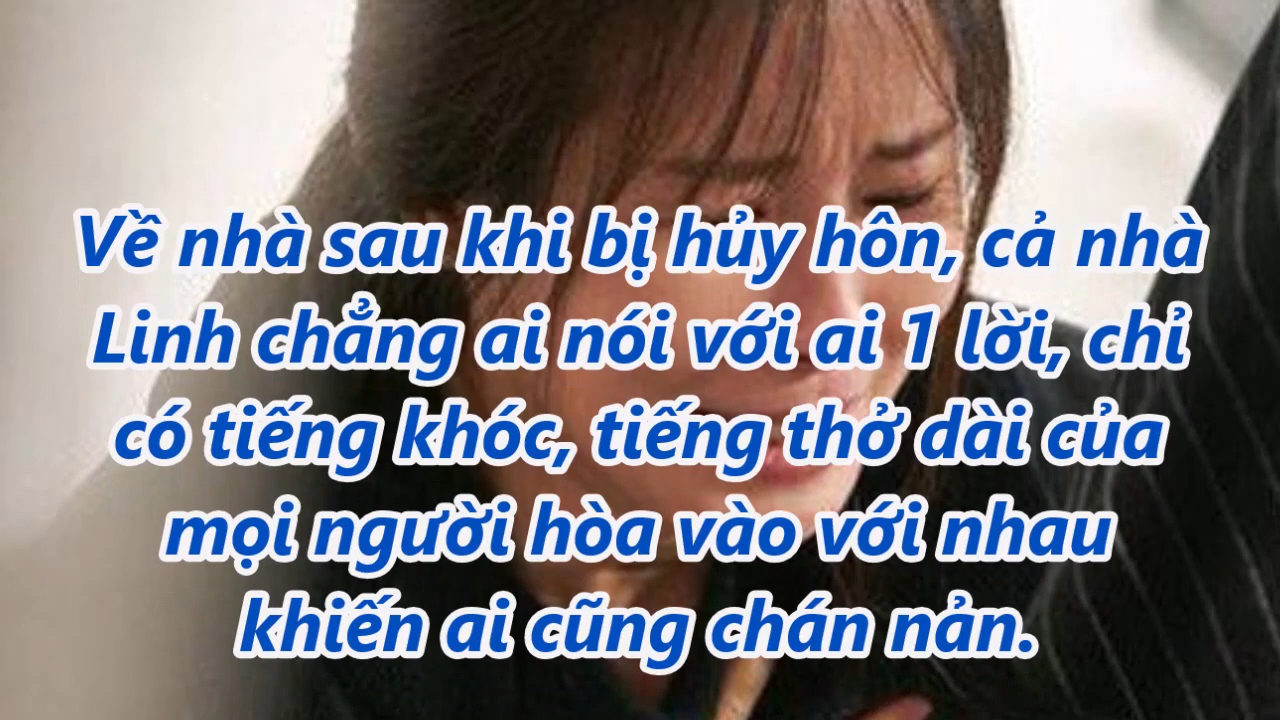 Về nhà sau khi bị hủy hôn, cả nhà
Linh chẳng ai nói với ai 1 lời, chỉ
có tiếng khóc, tiếng thở dài của
mọi người hòa vào với nhau
khiến ai cũng chán nản.